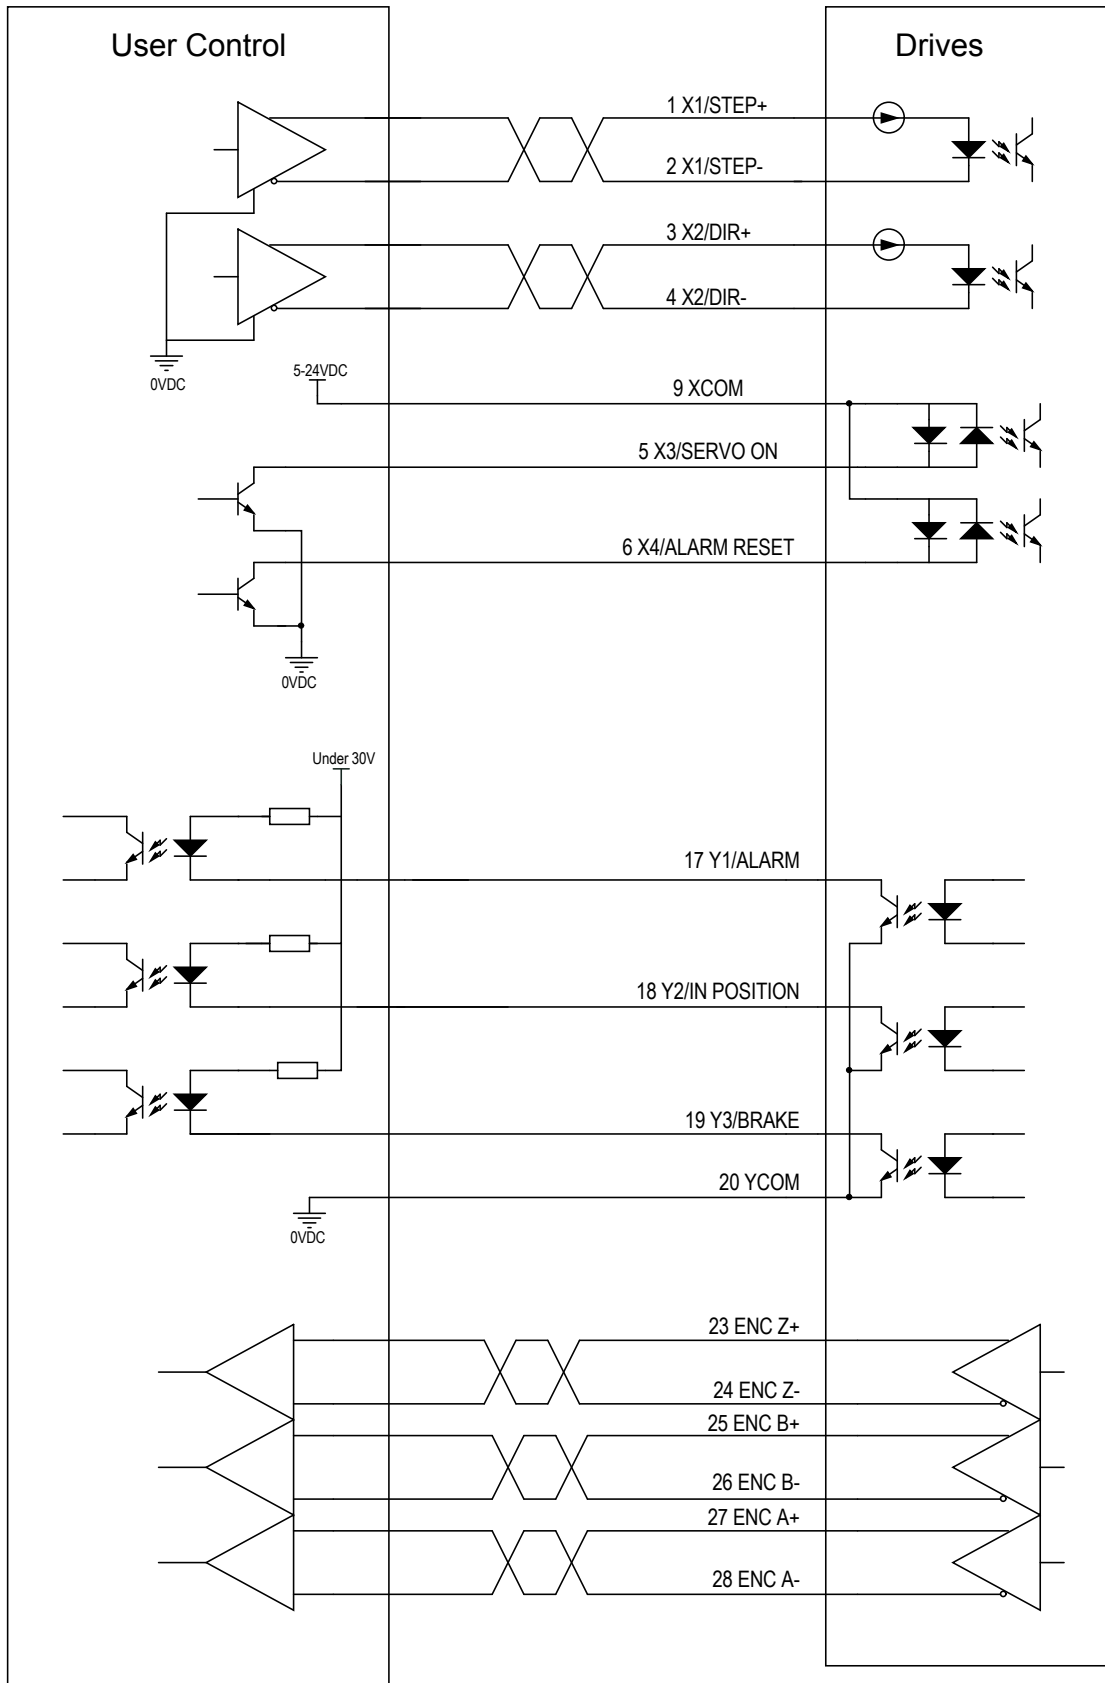 User Control
Drives
1 X1/STEP+
2 X1/STEP-
3 X2/DIR+
4 X2/DIR-
0VDC
5-24VDC
9 XCOM
5 X3/SERVO ON
6 X4/ALARM RESET
0VDC
Under 30V
17 Y1/ALARM
18 Y2/IN POSITION
19 Y3/BRAKE
20 YCOM
0VDC
23 ENC Z+
24 ENC Z-
25 ENC B+
26 ENC B-
27 ENC A+
28 ENC A-